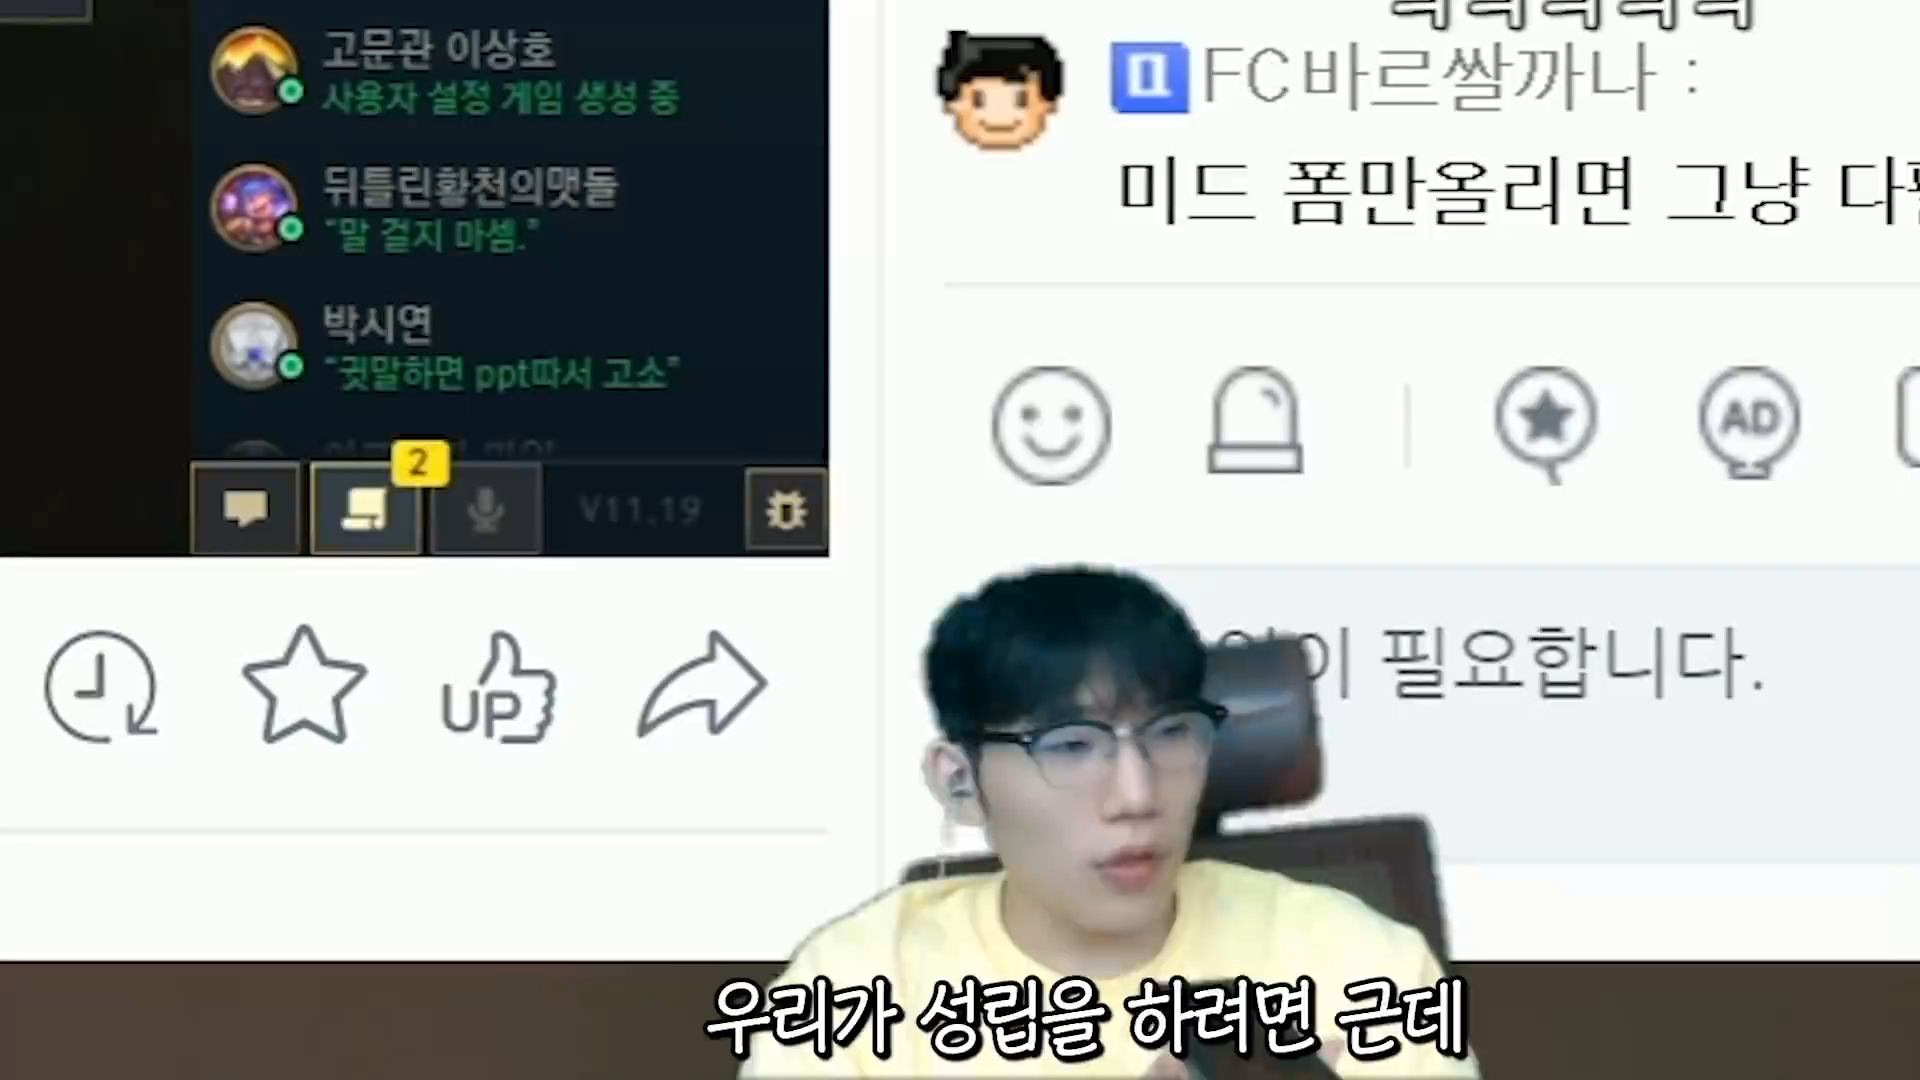 고문관 이상호
사용자 설정 게임 생성 중
뒤틀린황천의맷돌
“말 걸지 마셈.”
박시연
“귓말하면 ppt따서 고소”
2
V11.19
UP
FC바르쌀까나 :
미드 폼만올리면 그냥
AD
필요합니다.
우리가 성립을 하려면 근데